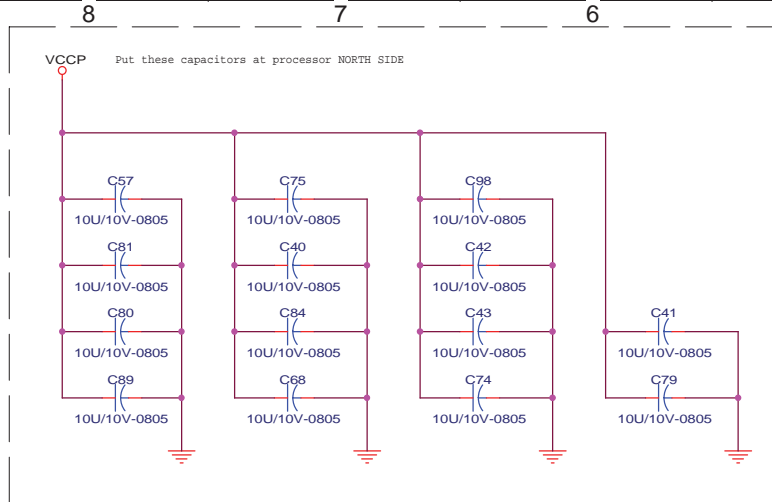 8 7 6
VCCP Put these capacitors at processor NORTH SIDE
C57 C75 C98
10U/10V-0805 10U/10V-0805 10U/10V-0805
C81 C40 C42
10U/10V-0805 10U/10V-0805 10U/10V-0805
C80 C84 C43 C41
10U/10V-0805 10U/10V-0805 10U/10V-0805 10U/10V-0805
C89 C68 C74 C79
10U/10V-0805 10U/10V-0805 10U/10V-0805 10U/10V-0805